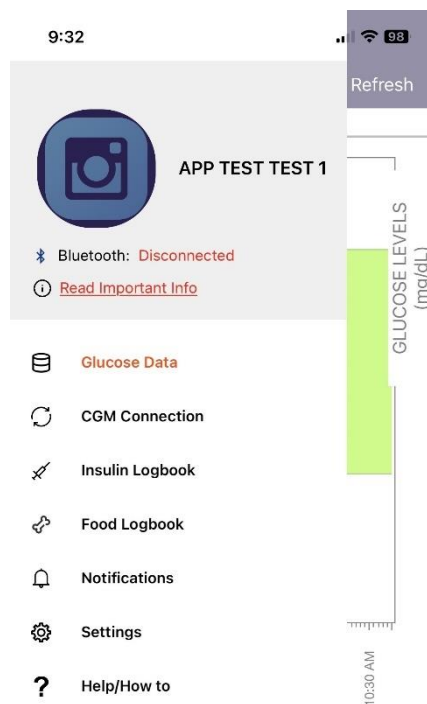 9:32
98
Refresh
APP TEST TEST 1
Bluetooth: Disconnected
Read Important Info
GLUCOSE LEVELS
(mg/dL)
Glucose Data
CGM Connection
Insulin Logbook
Food Logbook
Notifications
Settings
Help/How to
10:30 AM